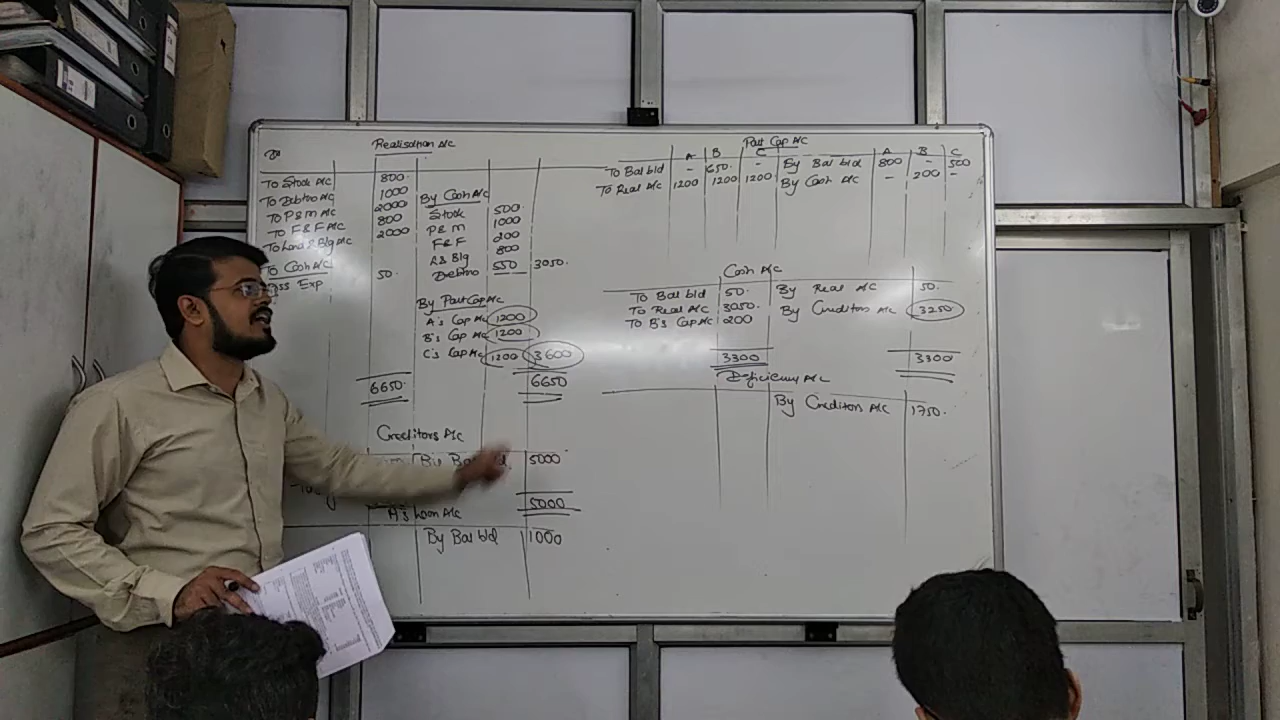 Realisation A/c
To Stock A/c 800
To Debtors A/c 1000
To P&M A/c 2000
To F&F A/c 800
To Land & Blg A/c 2000
To Cash A/c
Exp 50
By Cash A/c
Stock 500
P&M 1000
F&F 200
L&Blg 800
Debtors 550 3050
By Part Cap A/c
A's Cap A/c 1200
B's Cap A/c 1200
C's Cap A/c 1200 3600
6650 6650
Creditors A/c
5000
5000
A's Loan A/c
By Bal b/d 1000
Part Cap A/c
A B C A B C
To Bal b/d - 650 - By Bal b/d 800 - 500
To Real A/c 1200 1200 1200 By Cash A/c - 200 -
Cash A/c
To Bal b/d 50 By Real A/c 50
To Real A/c 3050 By Creditors A/c 3250
To B's Cap A/c 200
3300 3300
Deficiency A/c
By Creditors A/c 1750